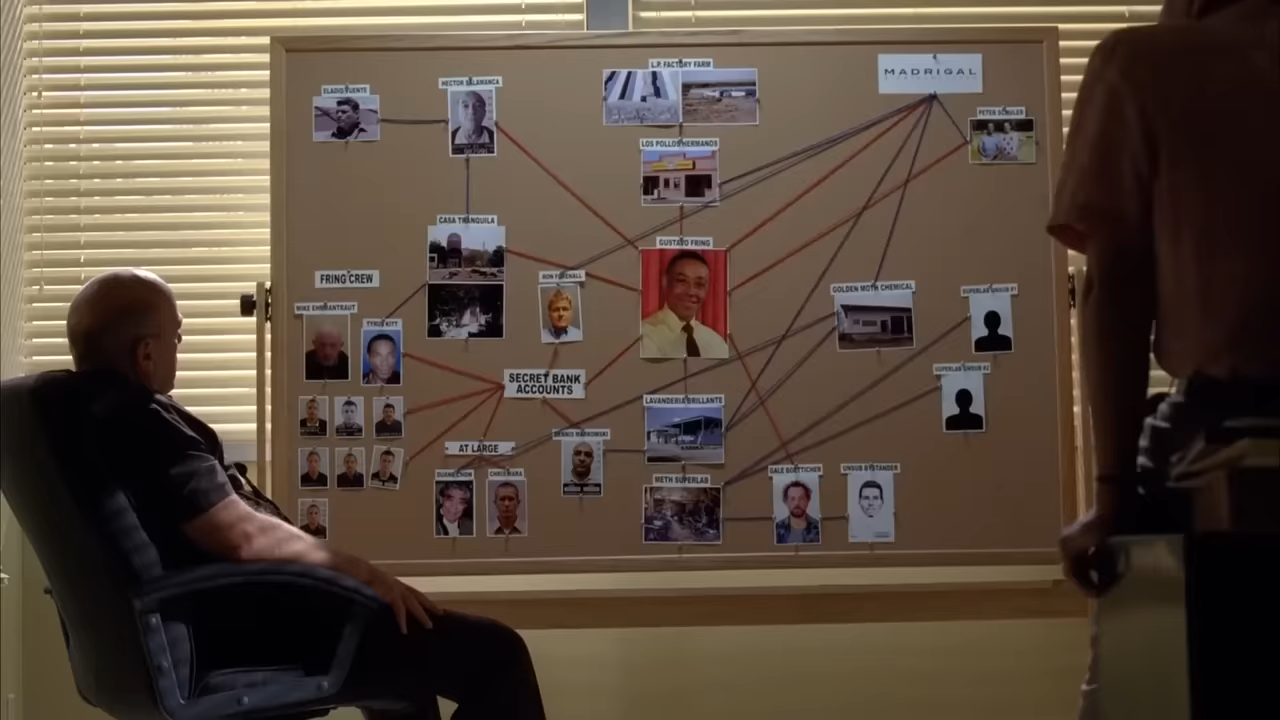 ELADIO VUENTE
HECTOR SALAMANCA
L.P. FACTORY FARM
MADRIGAL
PETER SCHULER
LOS POLLOS HERMANOS
CASA TRANQUILA
GUSTAVO FRING
FRING CREW
RON FORENALL
GOLDEN MOTH CHEMICAL
SUPERLAB UNSUB #1
MIKE EHRMANTRAUT
TYRUS KITT
SECRET BANK
ACCOUNTS
SUPERLAB UNSUB #2
LAVANDERIA BRILLANTE
AT LARGE
DENNIS MARKOWSKI
DUANE CHOW
CHRIS MARA
METH SUPERLAB
GALE BOETTICHER
UNSUB BYSTANDER